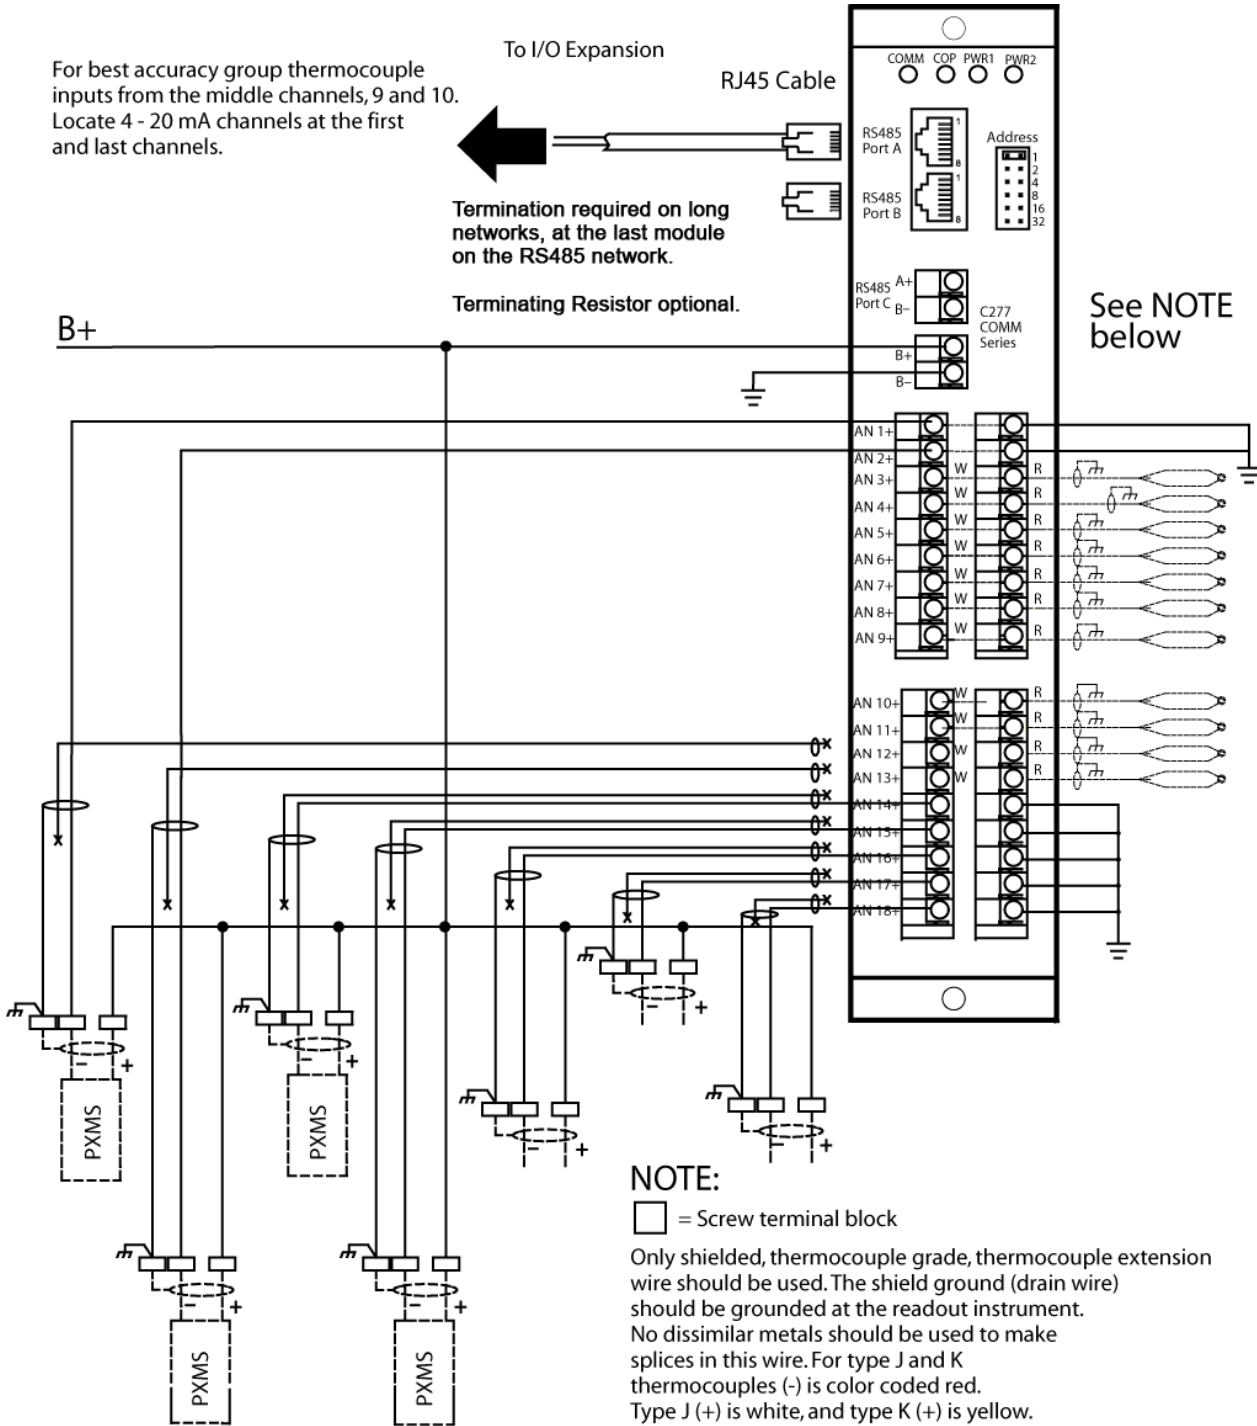 For best accuracy group thermocouple
inputs from the middle channels, 9 and 10.
Locate 4 - 20 mA channels at the first
and last channels.
To I/O Expansion
RJ45 Cable
Termination required on long
networks, at the last module
on the RS485 network.
Terminating Resistor optional.
COMM COP PWR1 PWR2
RS485
Port A
1
8
RS485
Port B
1
8
Address
1
2
4
8
16
32
RS485
Port C
A+
B−
C277
COMM
Series
B+
B−
B+
See NOTE
below
AN 1+
AN 2+
AN 3+ W R
AN 4+ W R
AN 5+ W R
AN 6+ W R
AN 7+ W R
AN 8+ W R
AN 9+ W R
AN 10+ W R
AN 11+ W R
AN 12+ W R
AN 13+ W R
AN 14+
AN 15+
AN 16+
AN 17+
AN 18+
− +
− +
− +
− +
− +
− +
− +
PXMS
PXMS
PXMS
PXMS
NOTE:
= Screw terminal block
Only shielded, thermocouple grade, thermocouple extension
wire should be used. The shield ground (drain wire)
should be grounded at the readout instrument.
No dissimilar metals should be used to make
splices in this wire. For type J and K
thermocouples (-) is color coded red.
Type J (+) is white, and type K (+) is yellow.